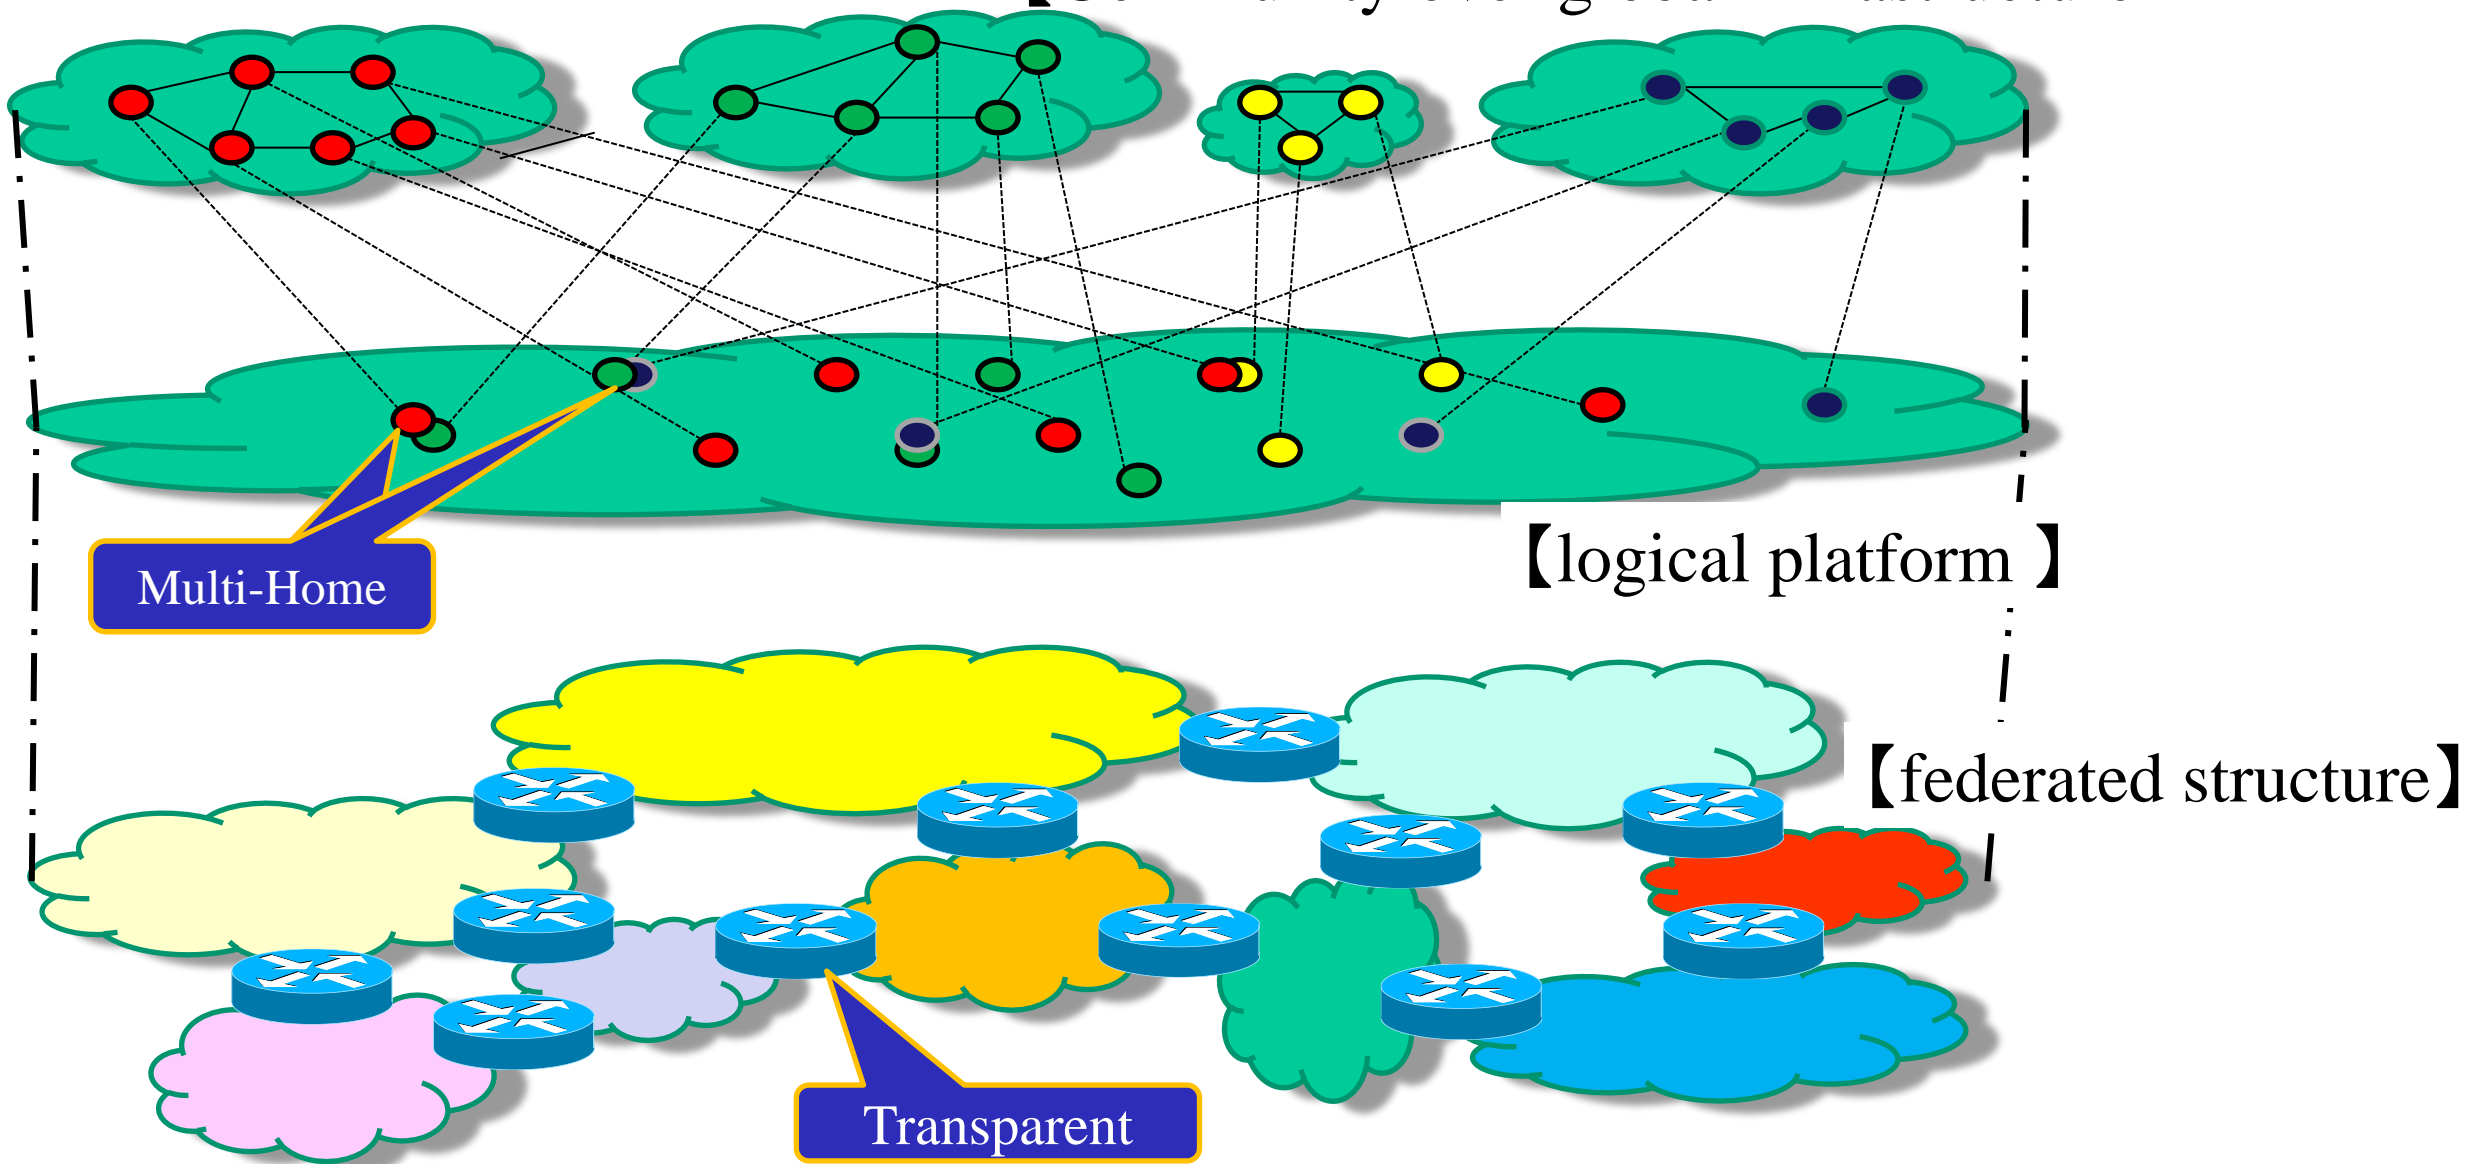 【logical platform 】
Multi-Home
【federated structure】
Transparent